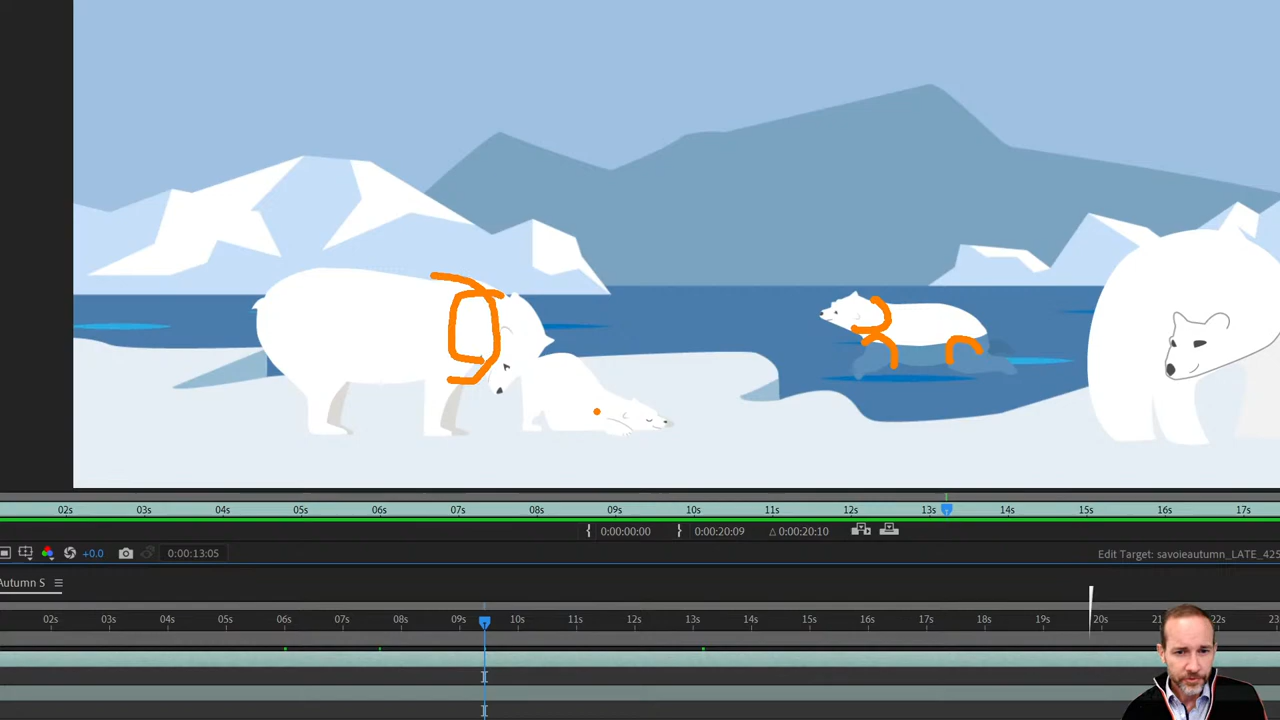 02s 03s 04s 05s 06s 07s 08s 09s 10s 11s 12s 13s 14s 15s 16s 17s
0:00:00:00 0:00:20:09 Δ 0:00:20:10
+0.0 0:00:13:05 Edit Target: savoieautumn_LATE_425
Autumn S
02s 03s 04s 05s 06s 07s 08s 09s 10s 11s 12s 13s 14s 15s 16s 17s 18s 19s 20s 21s 22s 23